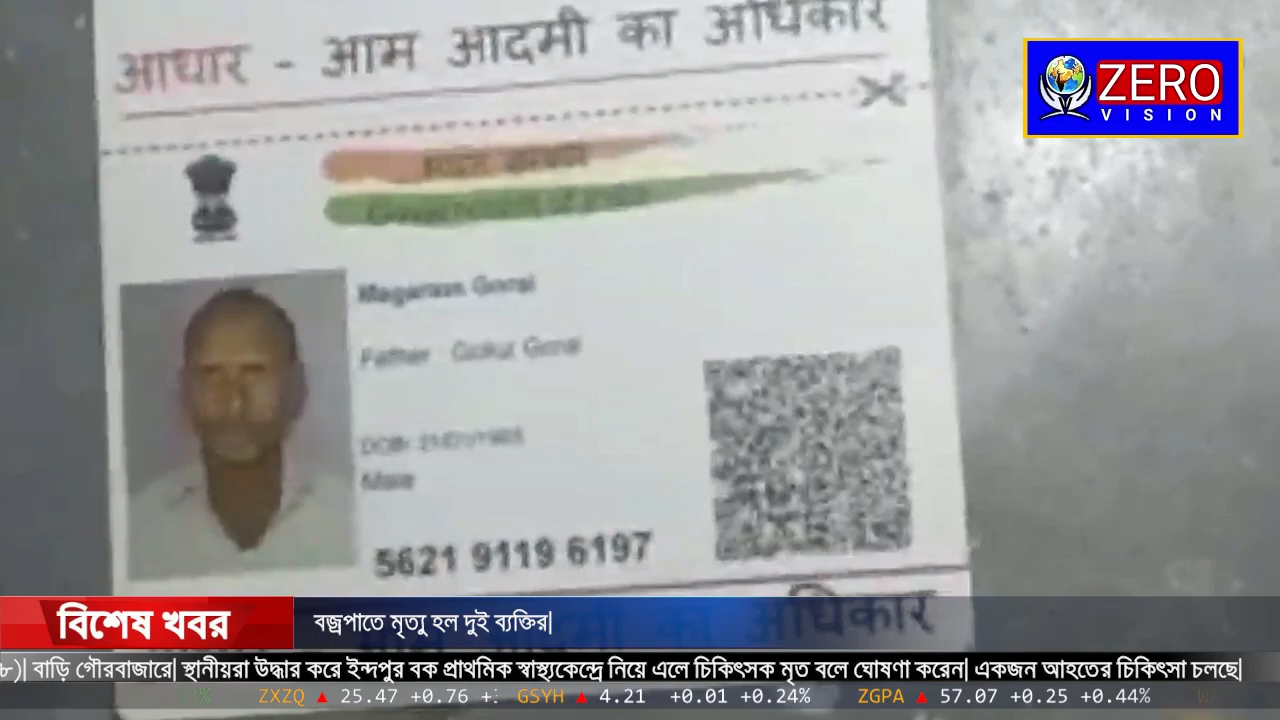 आधार - आम आदमी का अधिकार
ZERO
VISION
Father
Male
5621 9119 6197
का अधिकार
বিশেষ খবর
বজ্রপাতে মৃত্যু হল দুই ব্যক্তির|
৮)| বাড়ি গৌরবাজারে| স্থানীয়রা উদ্ধার করে ইন্দপুর বক প্রাথমিক স্বাস্থ্যকেন্দ্রে নিয়ে এলে চিকিৎসক মৃত বলে ঘোষণা করেন| একজন আহতের চিকিৎসা চলছে|
ZXZQ ▲ 25.47 +0.76 GSYH ▲ 4.21 +0.01 +0.24% ZGPA ▲ 57.07 +0.25 +0.44%